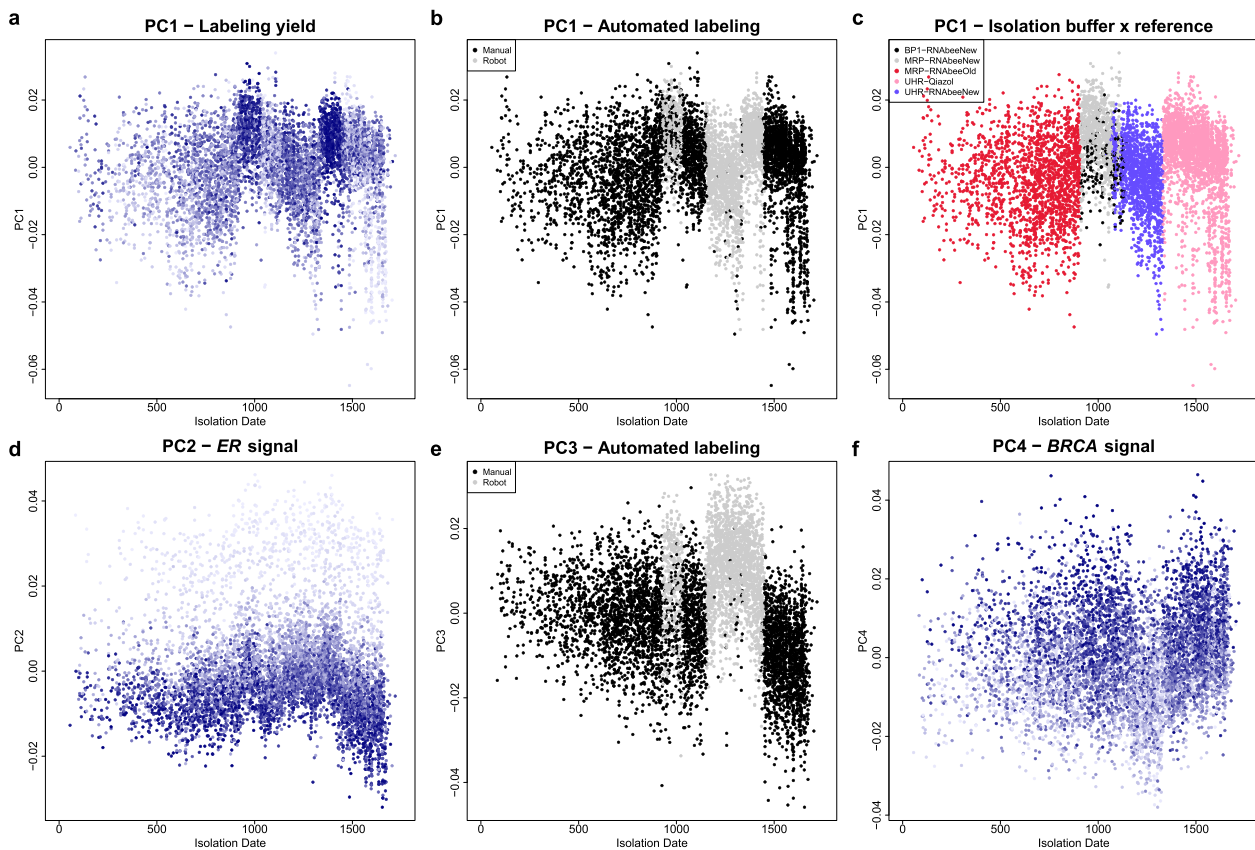 a
PC1 − Labeling yield
PC1
0.02
0.00
−0.02
−0.04
−0.06
0
500
1000
1500
Isolation Date
b
PC1 − Automated labeling
Manual
Robot
PC1
0.02
0.00
−0.02
−0.04
−0.06
0
500
1000
1500
Isolation Date
c
PC1 − Isolation buffer x reference
BP1−RNAbeeNew
MRP−RNAbeeNew
MRP−RNAbeeOld
UHR−Qiazol
UHR−RNAbeeNew
PC1
0.02
0.00
−0.02
−0.04
−0.06
0
500
1000
1500
Isolation Date
d
PC2 − ER signal
PC2
0.04
0.02
0.00
−0.02
0
500
1000
1500
Isolation Date
e
PC3 − Automated labeling
Manual
Robot
PC3
0.02
0.00
−0.02
−0.04
0
500
1000
1500
Isolation Date
f
PC4 − BRCA signal
PC4
0.04
0.02
0.00
−0.02
−0.04
0
500
1000
1500
Isolation Date